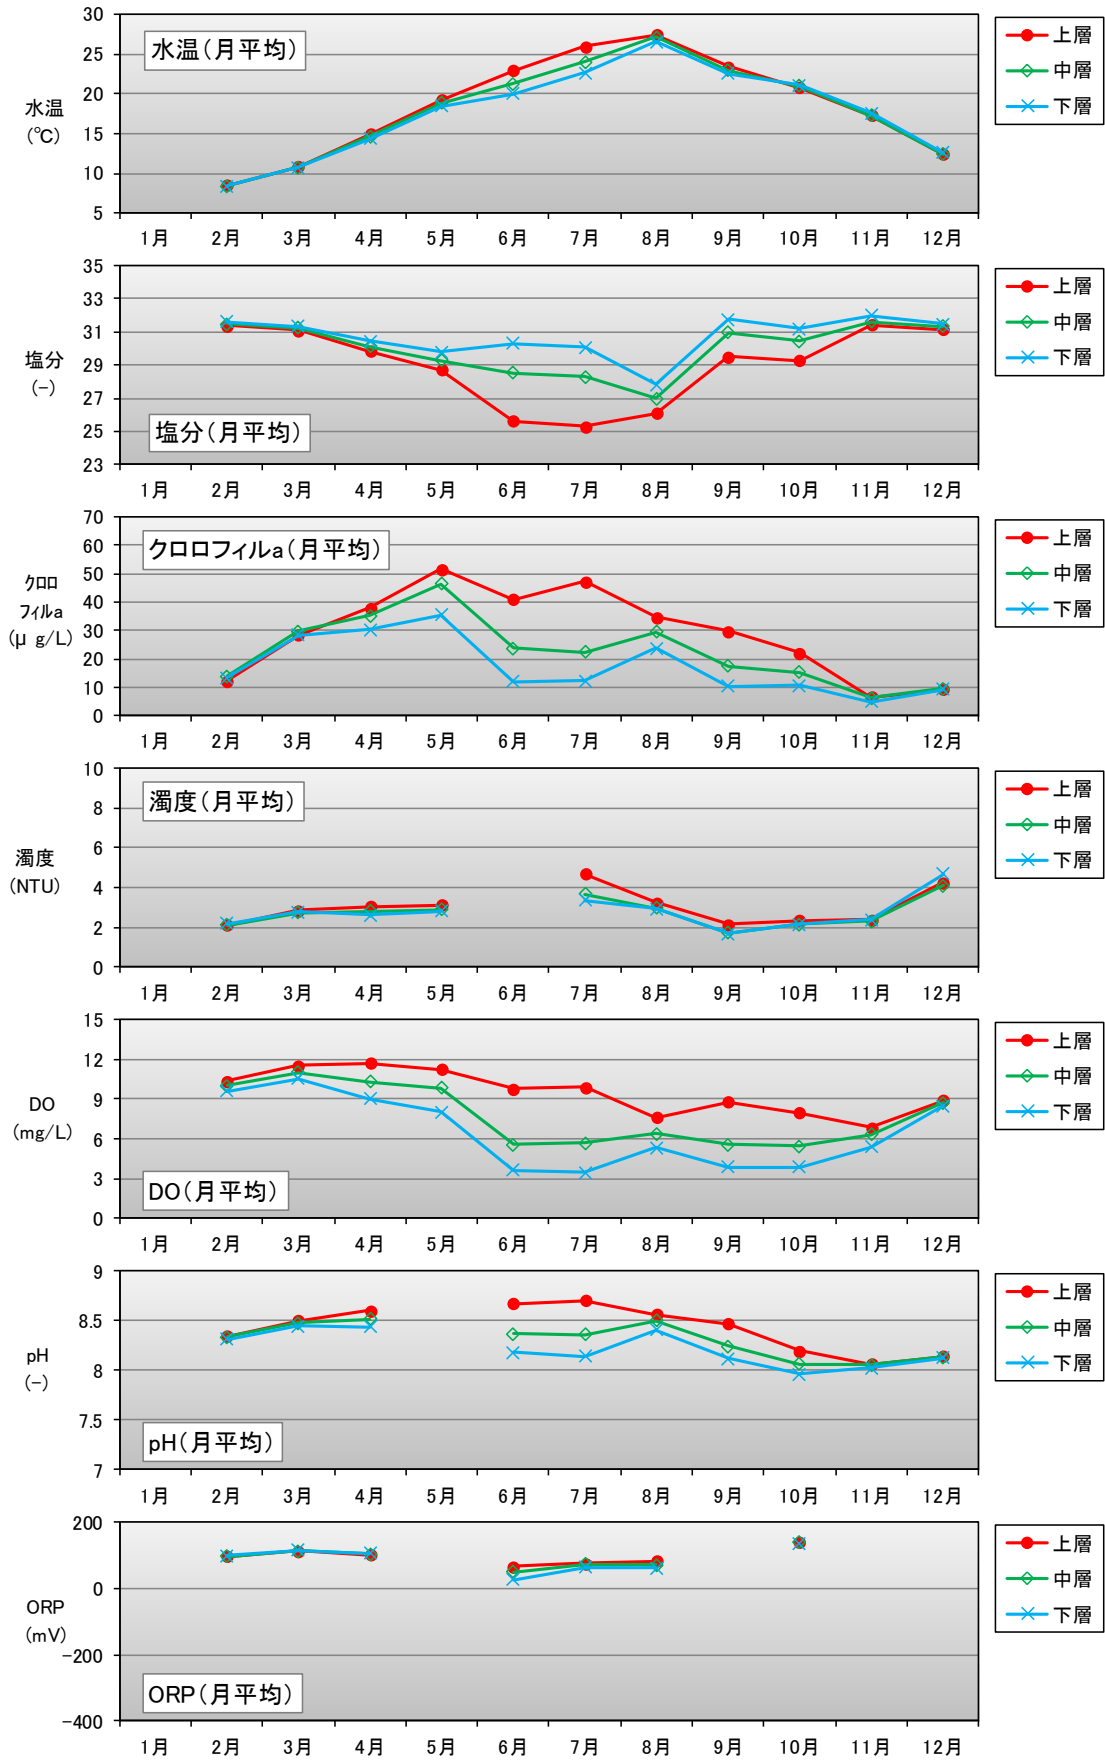 30
25
20
15
10
5
水温(月平均)
水温
(℃)
上層
中層
下層
1月 2月 3月 4月 5月 6月 7月 8月 9月 10月 11月 12月
35
33
31
29
27
25
23
塩分
(-)
塩分(月平均)
上層
中層
下層
1月 2月 3月 4月 5月 6月 7月 8月 9月 10月 11月 12月
70
60
50
40
30
20
10
0
クロロフィルa(月平均)
クロロ
フィルa
(μ g/L)
上層
中層
下層
1月 2月 3月 4月 5月 6月 7月 8月 9月 10月 11月 12月
10
8
6
4
2
0
濁度(月平均)
濁度
(NTU)
上層
中層
下層
1月 2月 3月 4月 5月 6月 7月 8月 9月 10月 11月 12月
15
12
9
6
3
0
DO
(mg/L)
DO(月平均)
上層
中層
下層
1月 2月 3月 4月 5月 6月 7月 8月 9月 10月 11月 12月
9
8.5
8
7.5
7
pH
(-)
pH(月平均)
上層
中層
下層
1月 2月 3月 4月 5月 6月 7月 8月 9月 10月 11月 12月
200
0
-200
-400
ORP
(mV)
ORP(月平均)
上層
中層
下層
1月 2月 3月 4月 5月 6月 7月 8月 9月 10月 11月 12月